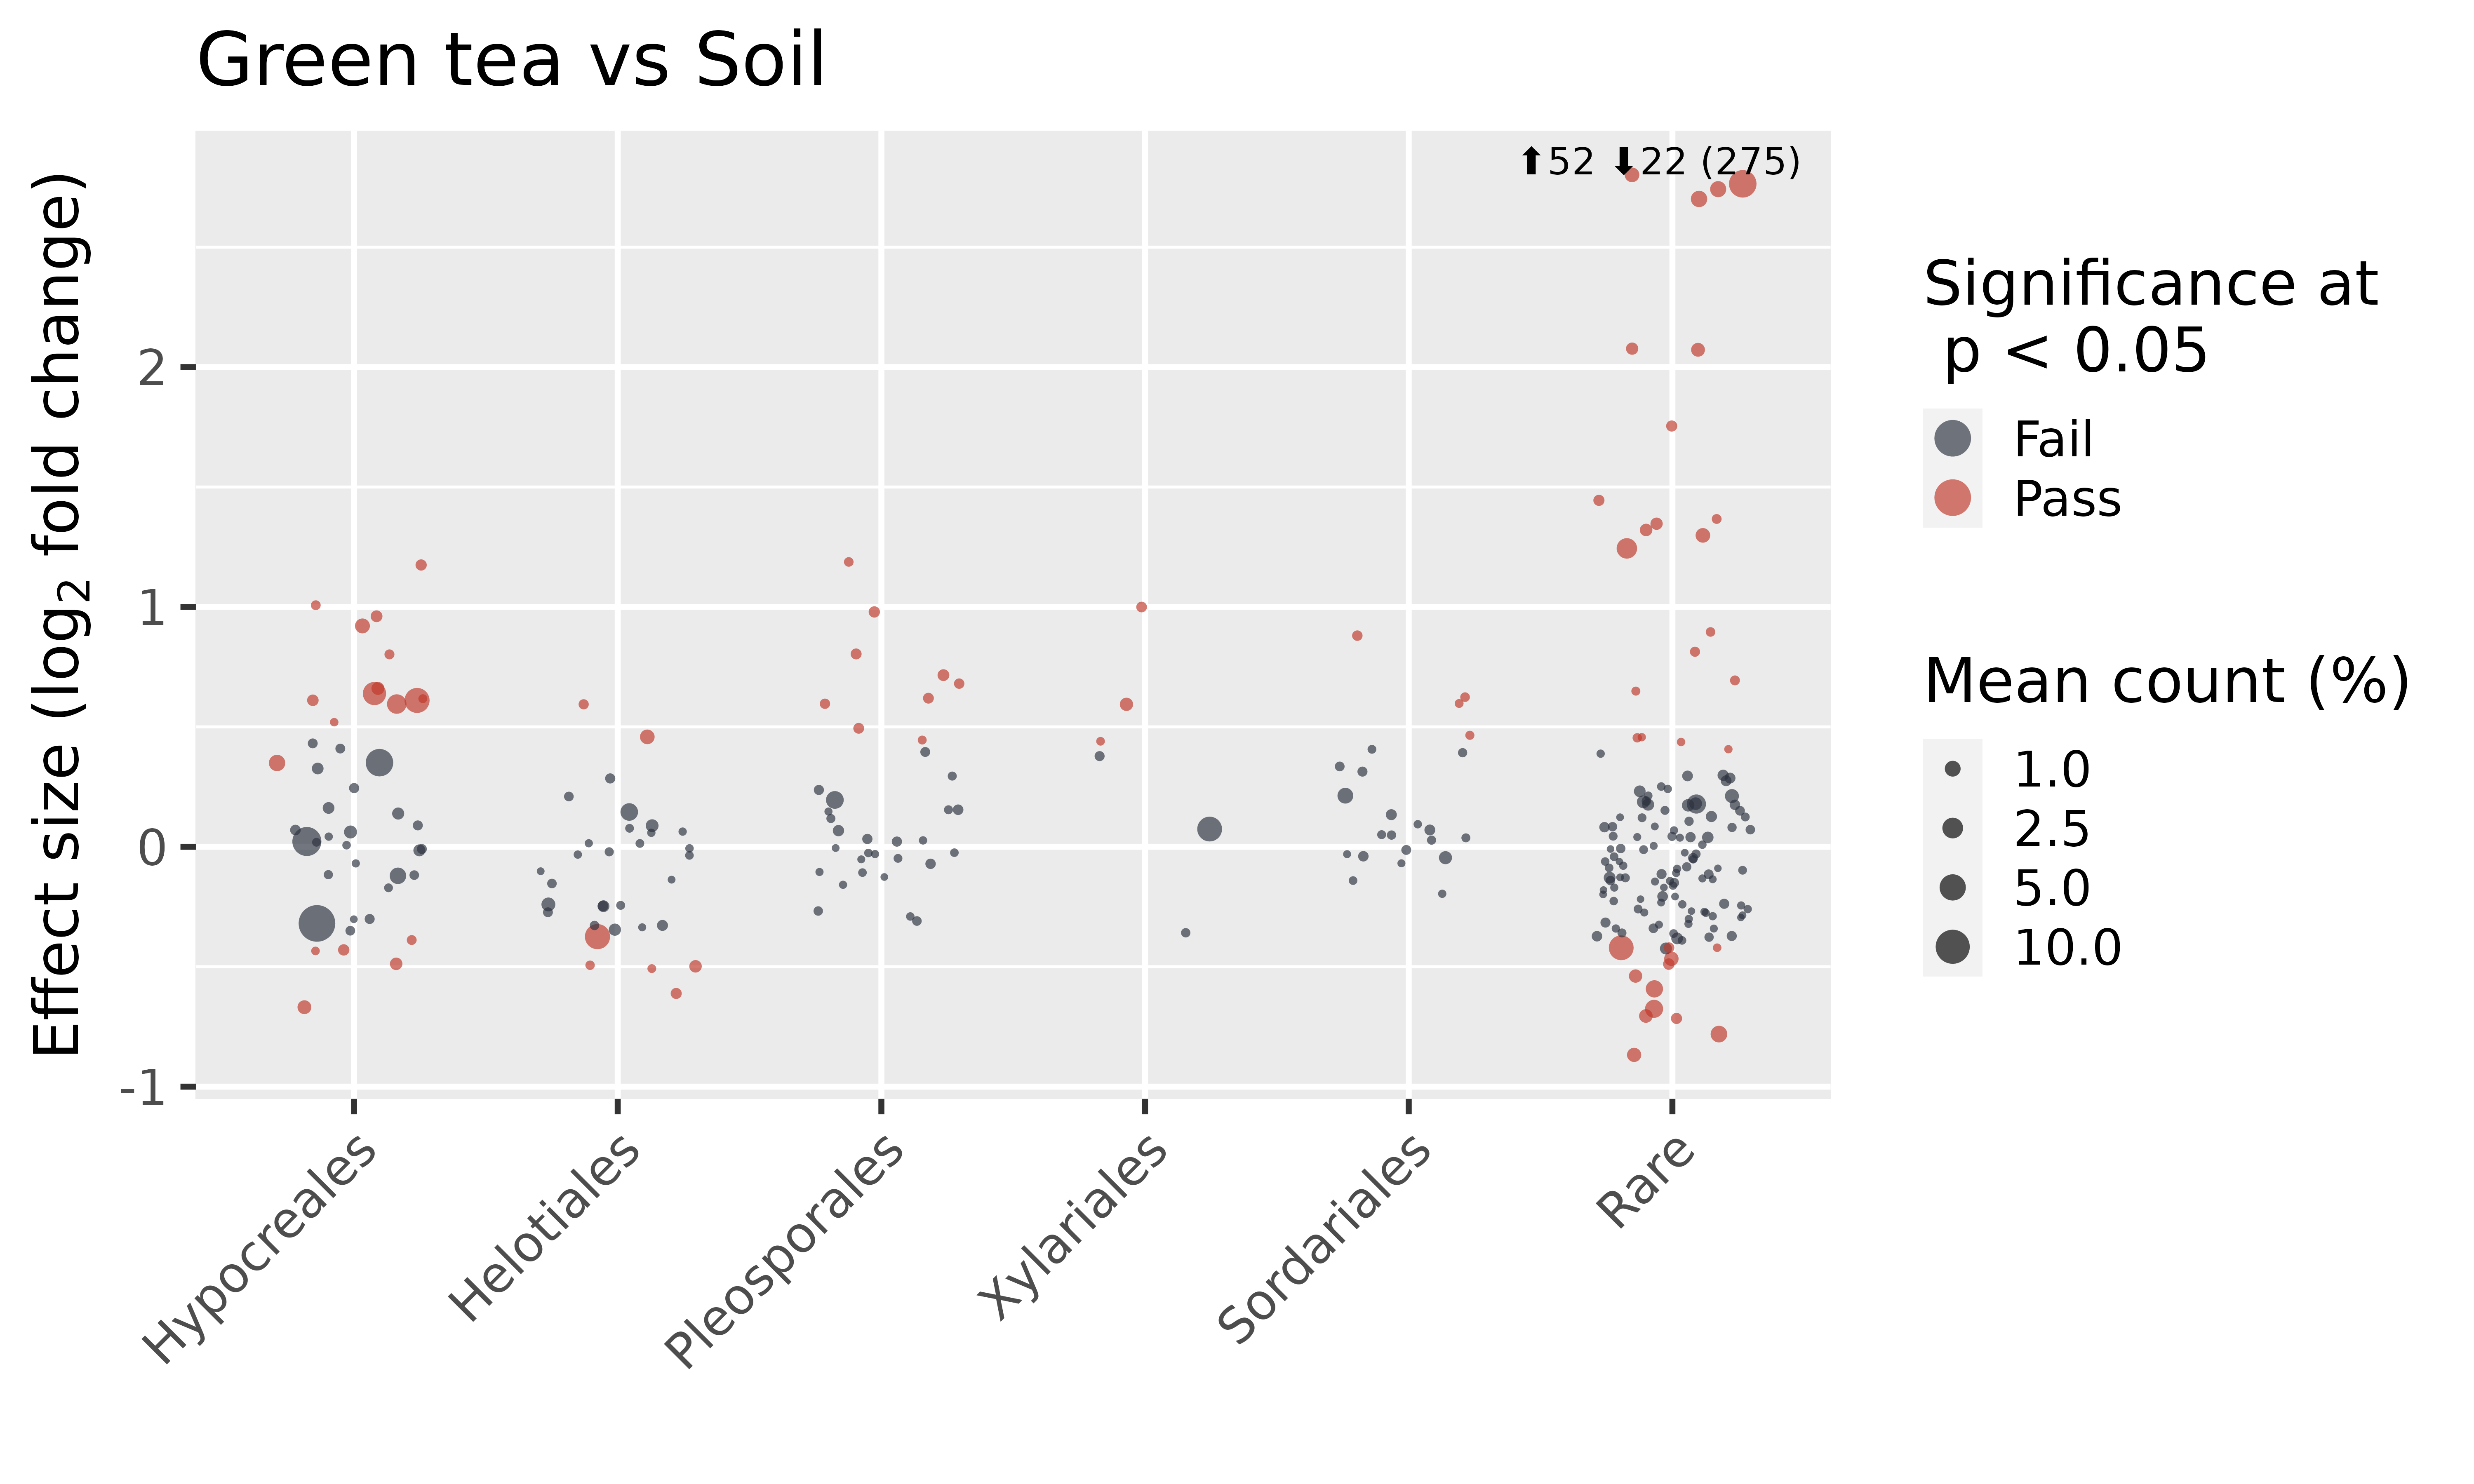 Green tea vs Soil
⬆52 ⬇22 (275)
Effect size (log₂ fold change)
2
1
0
-1
Hypocreales
Helotiales
Pleosporales
Xylariales
Sordariales
Rare
Significance at
p < 0.05
Fail
Pass
Mean count (%)
1.0
2.5
5.0
10.0